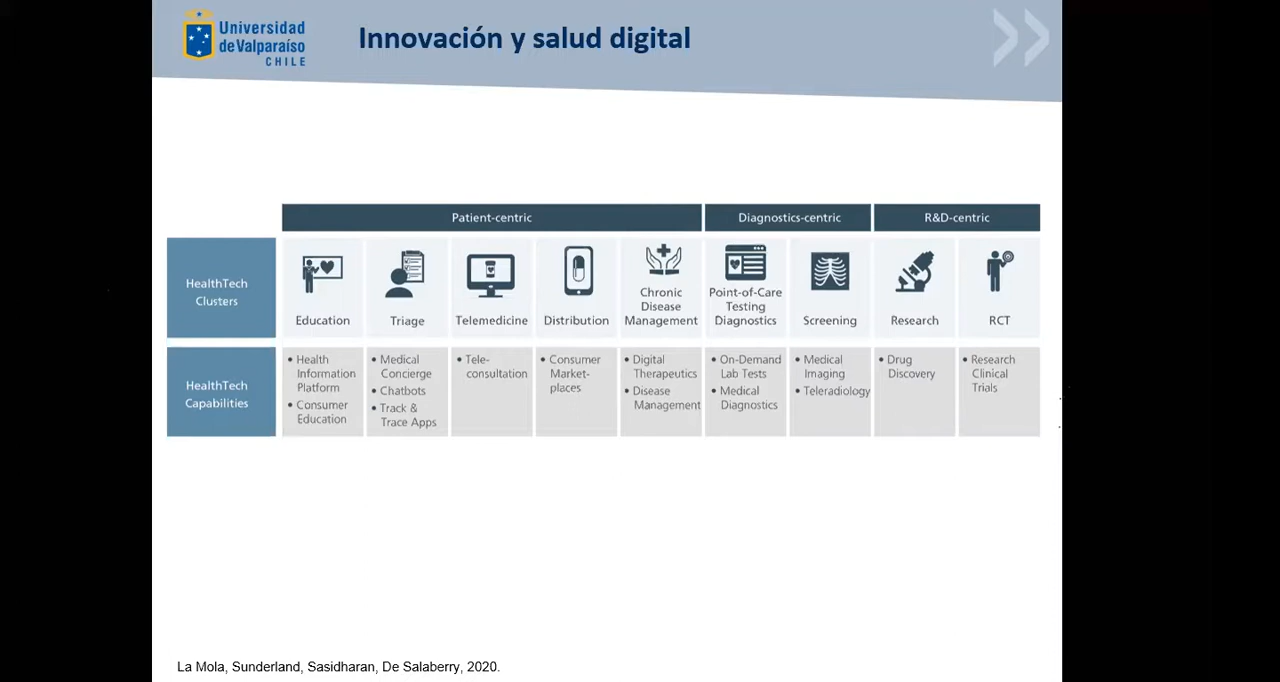 Universidad
de Valparaíso
CHILE
Innovación y salud digital
Patient-centric
Diagnostics-centric
R&D-centric
HealthTech
Clusters
Education
Triage
Telemedicine
Distribution
Chronic
Disease
Management
Point-of-Care
Testing
Diagnostics
Screening
Research
RCT
HealthTech
Capabilities
• Health
Information
Platform
• Consumer
Education
• Medical
Concierge
• Chatbots
• Track &
Trace Apps
• Tele-
consultation
• Consumer
Market-
places
• Digital
Therapeutics
• Disease
Management
• On-Demand
Lab Tests
• Medical
Diagnostics
• Medical
Imaging
• Teleradiology
• Drug
Discovery
• Research
Clinical
Trials
La Mola, Sunderland, Sasidharan, De Salaberry, 2020.